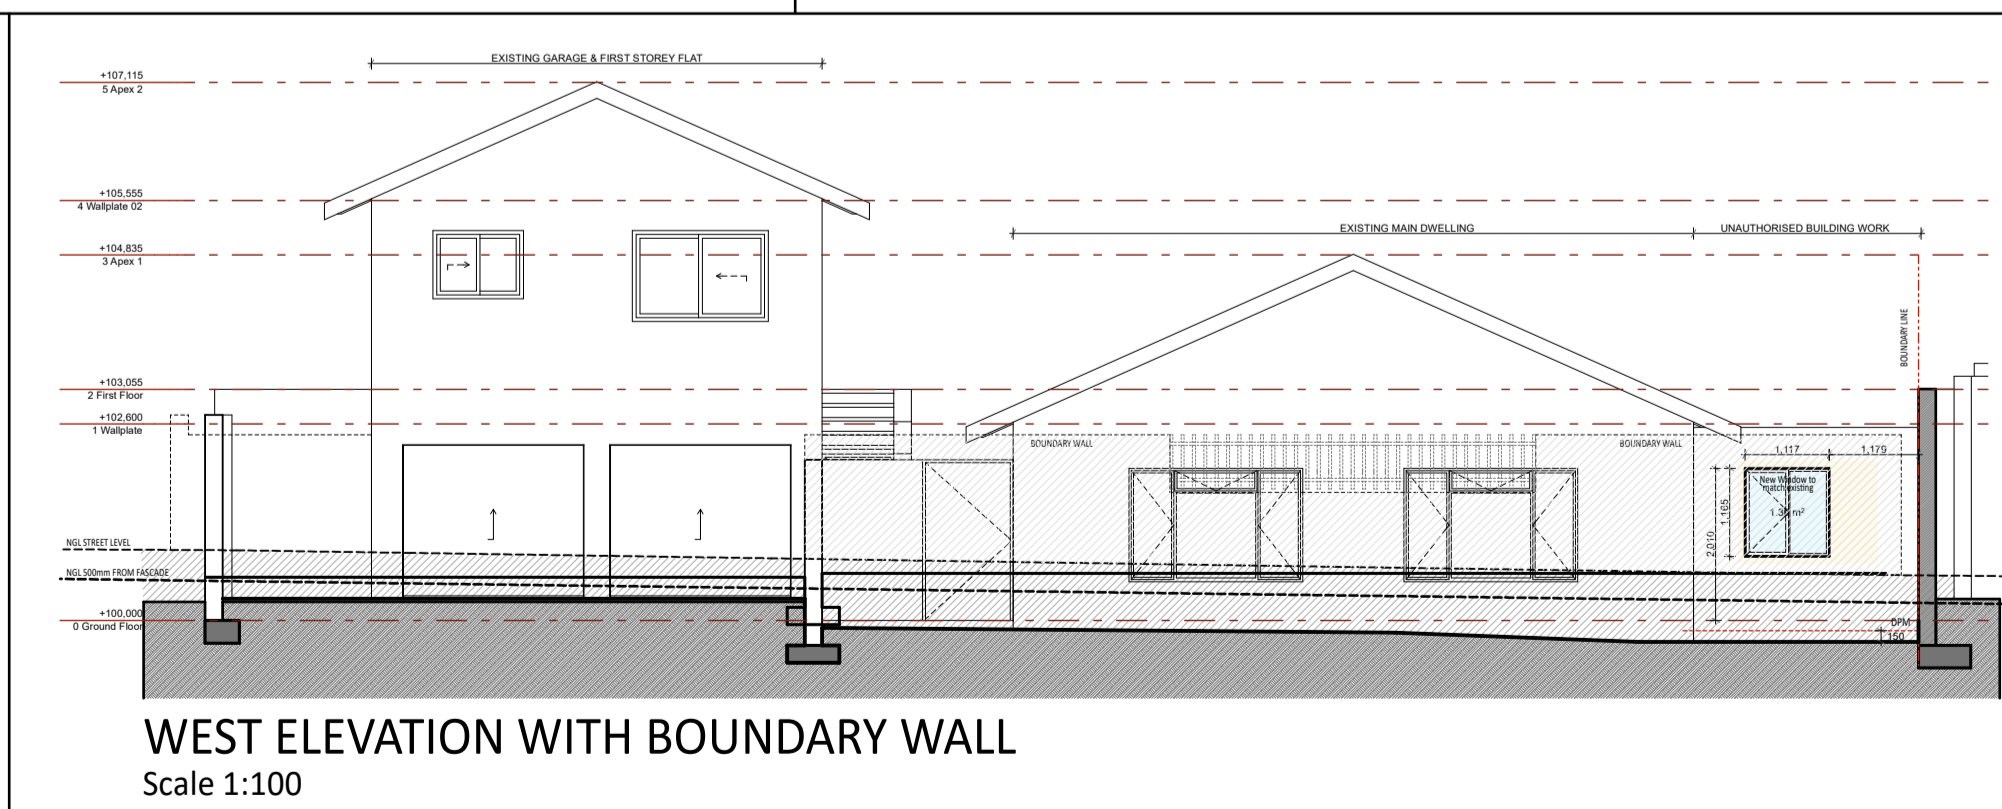 EXISTING GARAGE & FIRST STOREY FLAT
+107,115
5 Apex 2
+105,555
4 Wallplate 02
EXISTING MAIN DWELLING
UNAUTHORISED BUILDING WORK
+104,835
3 Apex 1
BOUNDARY LINE
+103,055
2 First Floor
+102,600
1 Wallplate
BOUNDARY WALL
BOUNDARY WALL
1,117
1,179
New Window to
match existing
m²
1,165
2,010
NGL STREET LEVEL
NGL 500mm FROM FASCADE
+100,000
0 Ground Floor
DPM
150
WEST ELEVATION WITH BOUNDARY WALL
Scale 1:100